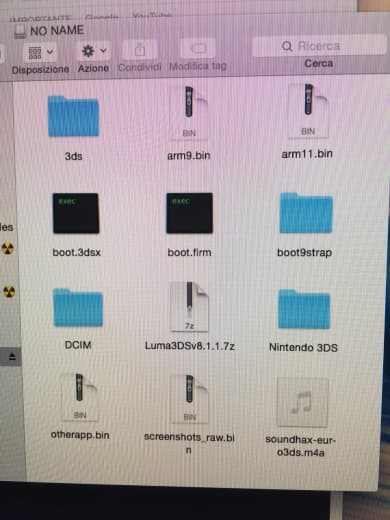 IMPORTANTE Google YouTube
NO NAME
Ricerca
Disposizione Azione Condividi Modifica tag Cerca
BIN BIN
3ds arm9.bin arm11.bin
exec exec
boot.3dsx boot.firm boot9strap
7z
DCIM Luma3DSv8.1.1.7z Nintendo 3DS
BIN BIN
otherapp.bin screenshots_raw.bi
n
soundhax-eur-
o3ds.m4a
les